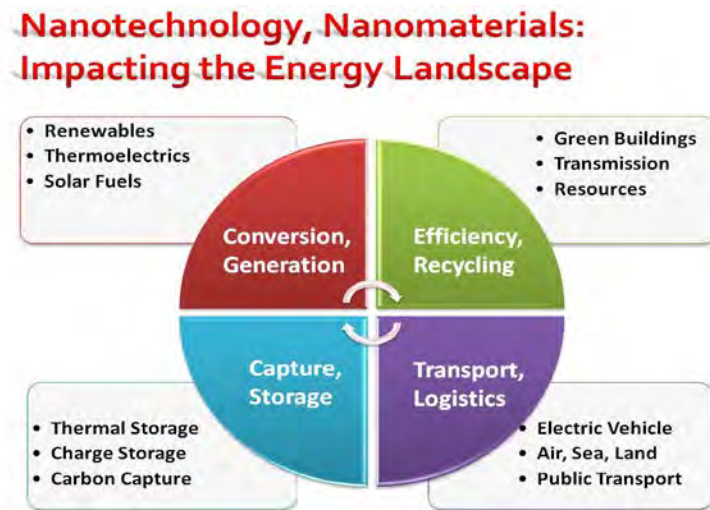 Nanotechnology, Nanomaterials:
Impacting the Energy Landscape
• Renewables
• Thermoelectrics
• Solar Fuels
• Green Buildings
• Transmission
• Resources
Conversion,
Generation
Efficiency,
Recycling
Capture,
Storage
Transport,
Logistics
• Thermal Storage
• Charge Storage
• Carbon Capture
• Electric Vehicle
• Air, Sea, Land
• Public Transport